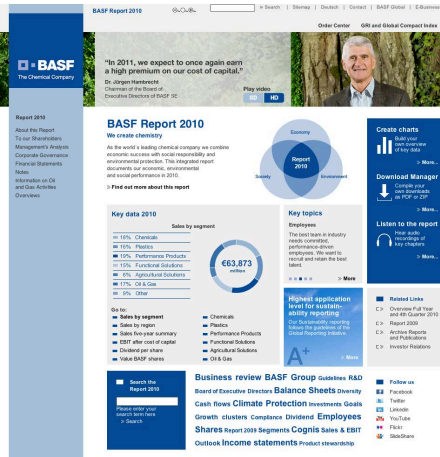 BASF Report 2010
» Search | Sitemap | Deutsch | Contact | BASF Global | E-Business
Order Center GRI and Global Compact Index
BASF
The Chemical Company
"In 2011, we expect to once again earn
a high premium on our cost of capital."
Dr. Jürgen Hambrecht
Chairman of the Board of
Executive Directors of BASF SE
Play video
SD HD
Report 2010
About this Report
To our Shareholders
Management's Analysis
Corporate Governance
Financial Statements
Notes
Information on Oil
and Gas Activities
Overviews
BASF Report 2010
We create chemistry
As the world's leading chemical company we combine
economic success with social responsibility and
environmental protection. This integrated report
documents our economic, environmental
and social performance in 2010.
» Find out more about this report
Economy
Report
2010
Society
Environment
Create charts
Build your
own overview
of key data
» More...
Download Manager
Compile your
own downloads
as PDF or ZIP
» More...
Listen to the report
Hear audio
recordings of
key chapters
» More...
Key data 2010
Sales by segment
18% Chemicals
16% Plastics
19% Performance Products
15% Functional Solutions
6% Agricultural Solutions
17% Oil & Gas
9% Other
€63,873
million
Go to:
Sales by segment
Sales by region
Sales five-year summary
EBIT after cost of capital
Dividend per share
Value BASF shares
Chemicals
Plastics
Performance Products
Functional Solutions
Agricultural Solutions
Oil & Gas
Key topics
Employees
The best team in industry
needs committed,
performance-driven
employees. We want to
recruit and retain the best
talent.
» More
Highest application
level for sustain-
ability reporting
Our Sustainability reporting
follows the guidelines of the
Global Reporting Initiative.
A+
» More
Related Links
Overview Full Year
and 4th Quarter 2010
Report 2009
Archive Reports
and Publications
Investor Relations
Search the
Report 2010
Please enter your
search term here
» Search
Business review BASF Group Guidelines R&D
Board of Executive Directors Balance Sheets Diversity
Cash flows Climate Protection Investments Goals
Growth clusters Compliance Dividend Employees
Shares Report 2009 Segments Cognis Sales & EBIT
Outlook Income statements Product stewardship
Follow us
Facebook
Twitter
Linkedin
YouTube
Flickr
SlideShare